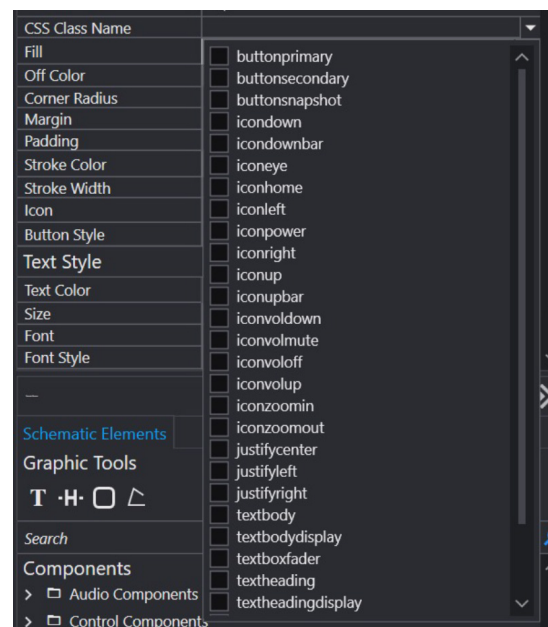 CSS Class Name
Fill
Off Color
Corner Radius
Margin
Padding
Stroke Color
Stroke Width
Icon
Button Style
Text Style
Text Color
Size
Font
Font Style
Schematic Elements
Graphic Tools
T ·H·
Search
Components
Audio Components
Control Components
buttonprimary
buttonsecondary
buttonsnapshot
icondown
icondownbar
iconeye
iconhome
iconleft
iconpower
iconright
iconup
iconupbar
iconvoldown
iconvolmute
iconvoloff
iconvolup
iconzoomin
iconzoomout
justifycenter
justifyleft
justifyright
textbody
textbodydisplay
textboxfader
textheading
textheadingdisplay